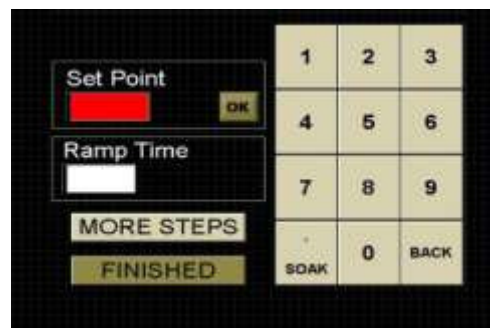 Set Point
OK
Ramp Time
MORE STEPS
FINISHED
1 2 3
4 5 6
7 8 9
. 
SOAK 0 BACK